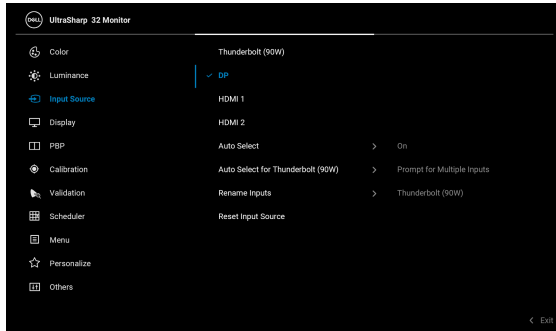 DELL UltraSharp 32 Monitor
Color Thunderbolt (90W)
Luminance DP
Input Source HDMI 1
Display HDMI 2
PBP Auto Select > On
Calibration Auto Select for Thunderbolt (90W) > Prompt for Multiple Inputs
Validation Rename Inputs > Thunderbolt (90W)
Scheduler Reset Input Source
Menu
Personalize
Others
< Exit